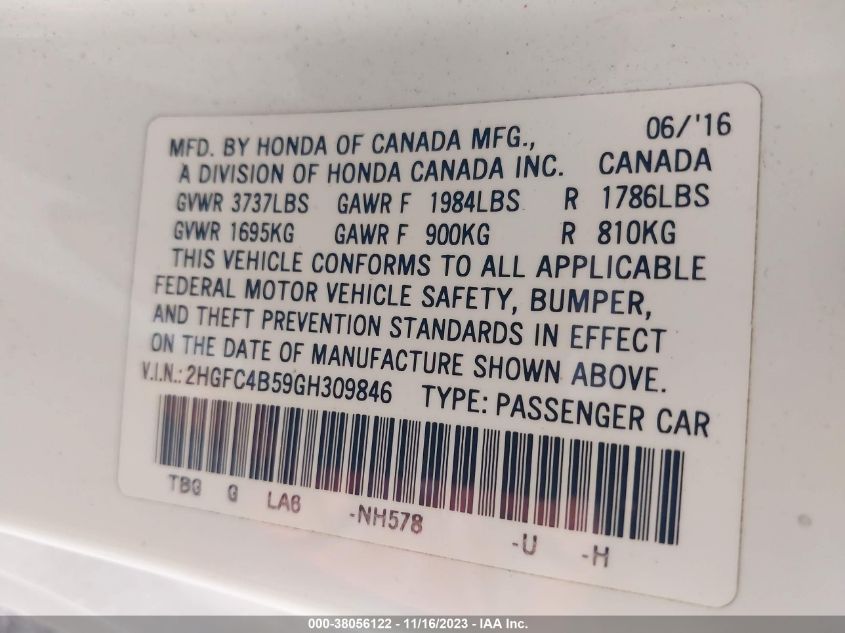 06/'16
MFD. BY HONDA OF CANADA MFG.,
A DIVISION OF HONDA CANADA INC. CANADA
GVWR 3737LBS GAWR F 1984LBS R 1786LBS
GVWR 1695KG GAWR F 900KG R 810KG
THIS VEHICLE CONFORMS TO ALL APPLICABLE
FEDERAL MOTOR VEHICLE SAFETY, BUMPER,
AND THEFT PREVENTION STANDARDS IN EFFECT
ON THE DATE OF MANUFACTURE SHOWN ABOVE.
V.I.N.: 2HGFC4B59GH309846 TYPE: PASSENGER CAR
TBG G LA6 -NH578 -U -H
000-38056122 - 11/16/2023 - IAA Inc.